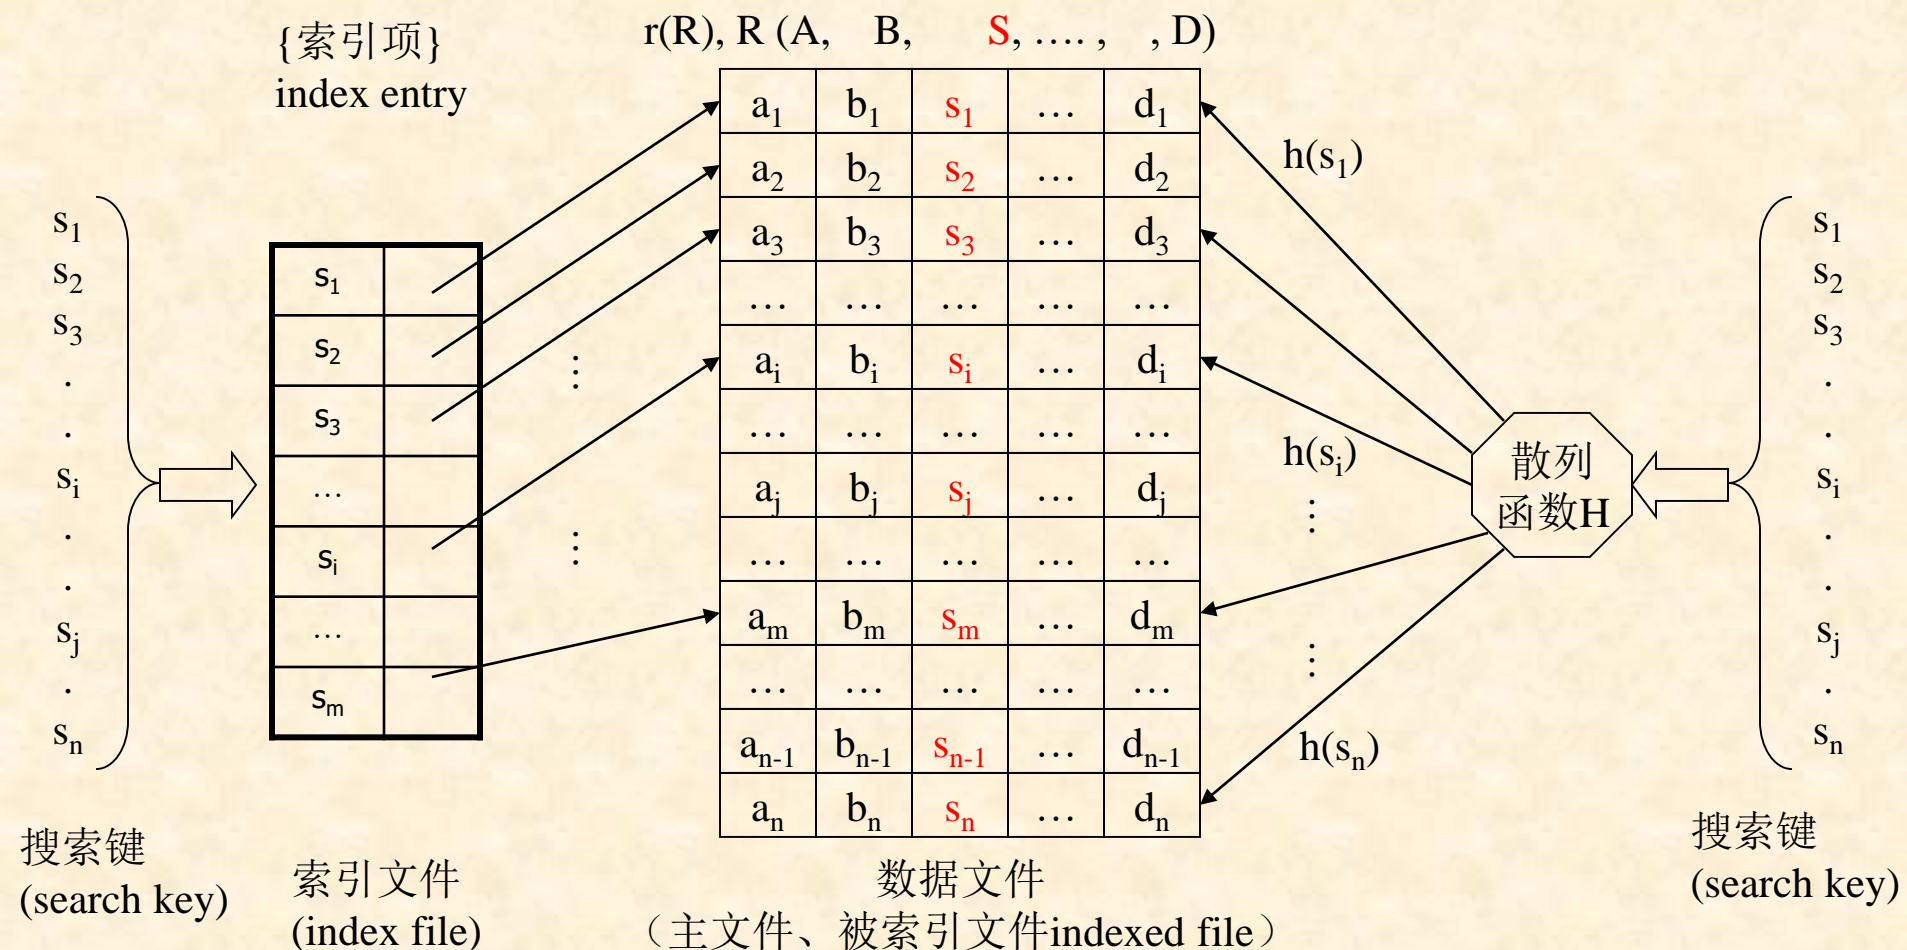 {索引项}
index entry
r(R), R (A, B, S, …. , , D)
s₁
s₂
s₃
.
.
sᵢ
.
.
sⱼ
.
sₙ
搜索键
(search key)
s₁
s₂
s₃
…
sᵢ
…
sₘ
索引文件
(index file)
⋮
⋮
a₁ b₁ s₁ … d₁
a₂ b₂ s₂ … d₂
a₃ b₃ s₃ … d₃
… … … … …
aᵢ bᵢ sᵢ … dᵢ
… … … … …
aⱼ bⱼ sⱼ … dⱼ
… … … … …
aₘ bₘ sₘ … dₘ
… … … … …
aₙ₋₁ bₙ₋₁ sₙ₋₁ … dₙ₋₁
aₙ bₙ sₙ … dₙ
数据文件
（主文件、被索引文件indexed file）
h(s₁)
h(sᵢ)
⋮
⋮
h(sₙ)
散列
函数H
s₁
s₂
s₃
.
.
sᵢ
.
.
sⱼ
.
sₙ
搜索键
(search key)